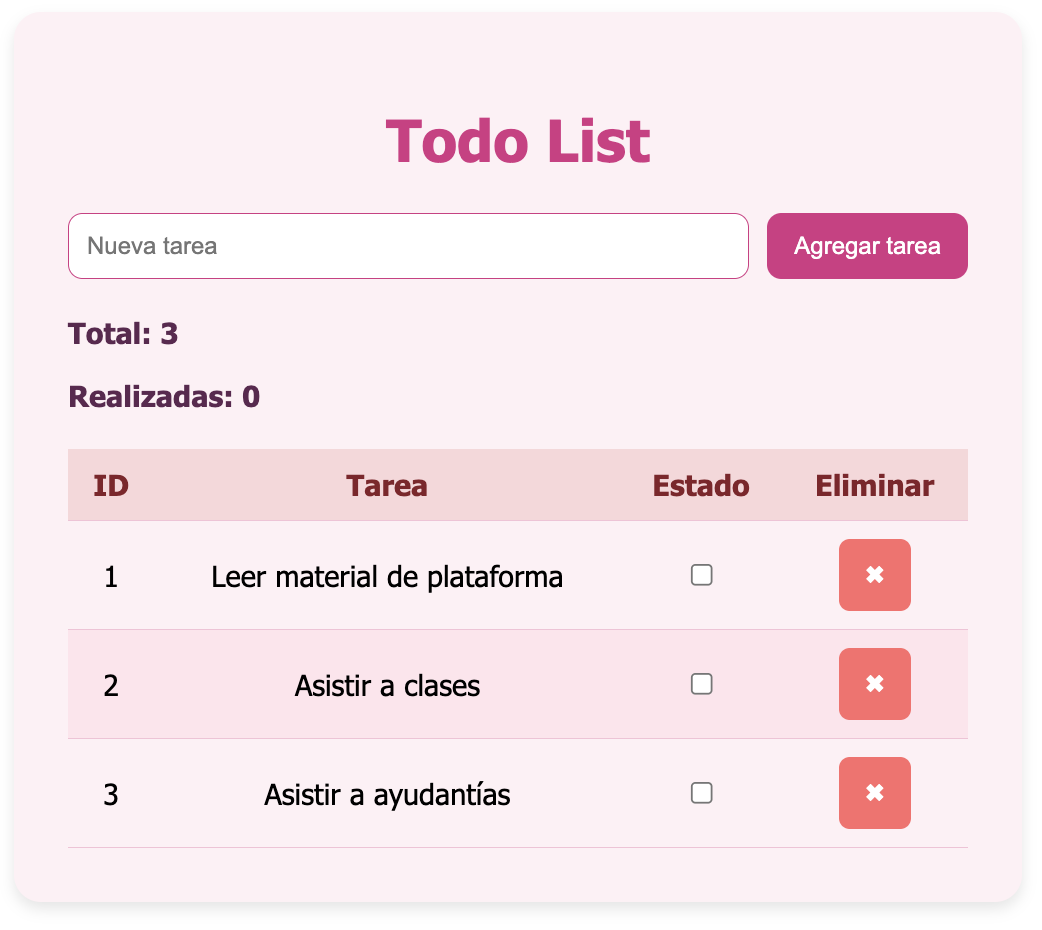 Todo List
Nueva tarea Agregar tarea
Total: 3
Realizadas: 0
ID Tarea Estado Eliminar
1 Leer material de plataforma ✖
2 Asistir a clases ✖
3 Asistir a ayudantías ✖